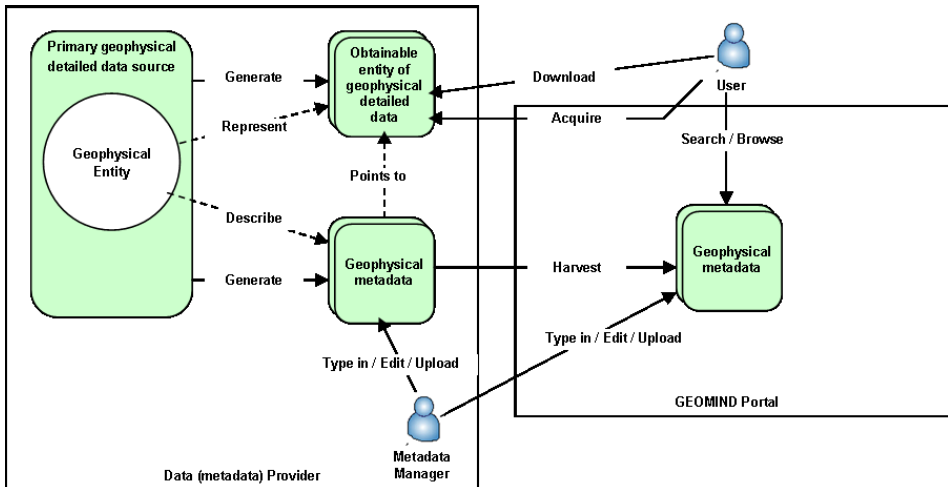 Primary geophysical
detailed data source
Geophysical
Entity
Generate
Represent
Describe
Generate
Obtainable
entity of
geophysical
detailed
data
Points to
Geophysical
metadata
Download
Acquire
User
Search / Browse
Harvest
Geophysical
metadata
Type in / Edit / Upload
Type in / Edit / Upload
GEOMIND Portal
Metadata
Manager
Data (metadata) Provider